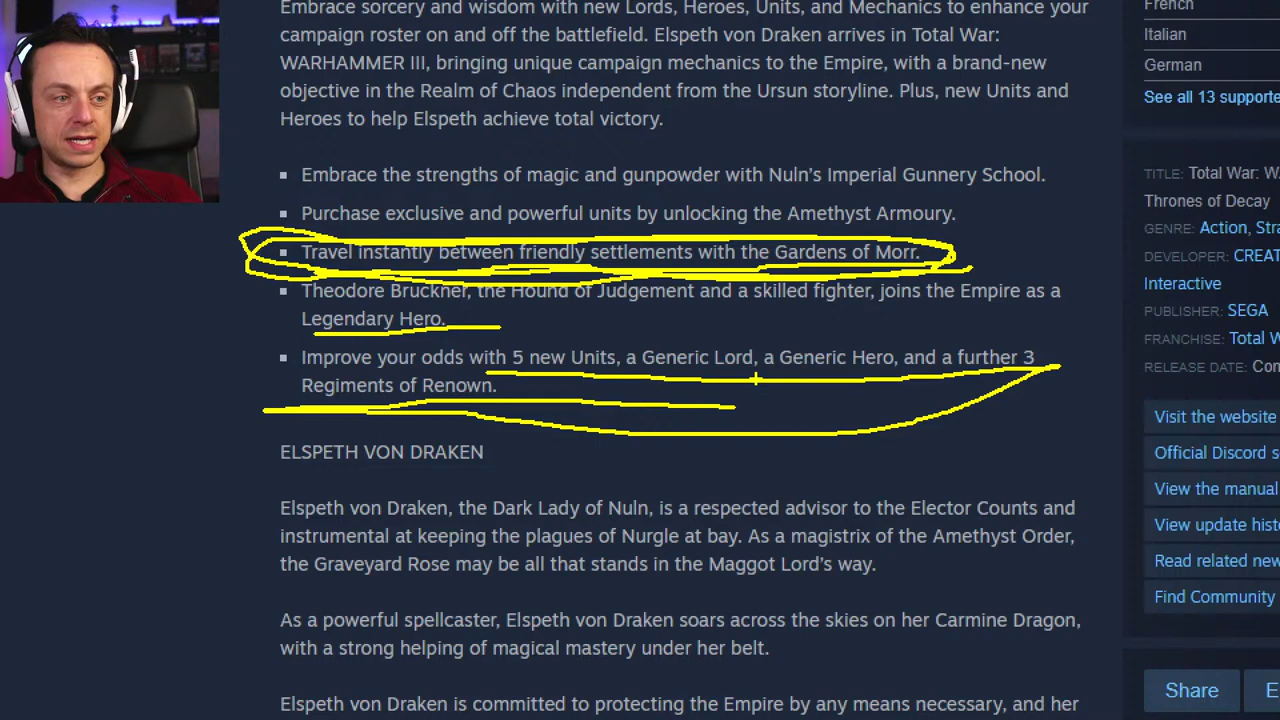 Embrace sorcery and wisdom with new Lords, Heroes, Units, and Mechanics to enhance your
campaign roster on and off the battlefield. Elspeth von Draken arrives in Total War:
WARHAMMER III, bringing unique campaign mechanics to the Empire, with a brand-new
objective in the Realm of Chaos independent from the Ursun storyline. Plus, new Units and
Heroes to help Elspeth achieve total victory.
Embrace the strengths of magic and gunpowder with Nuln's Imperial Gunnery School.
Purchase exclusive and powerful units by unlocking the Amethyst Armoury.
Travel instantly between friendly settlements with the Gardens of Morr.
Theodore Bruckner, the Hound of Judgement and a skilled fighter, joins the Empire as a
Legendary Hero.
Improve your odds with 5 new Units, a Generic Lord, a Generic Hero, and a further 3
Regiments of Renown.
ELSPETH VON DRAKEN
Elspeth von Draken, the Dark Lady of Nuln, is a respected advisor to the Elector Counts and
instrumental at keeping the plagues of Nurgle at bay. As a magistrix of the Amethyst Order,
the Graveyard Rose may be all that stands in the Maggot Lord's way.
As a powerful spellcaster, Elspeth von Draken soars across the skies on her Carmine Dragon,
with a strong helping of magical mastery under her belt.
Elspeth von Draken is committed to protecting the Empire by any means necessary, and her
French
Italian
German
See all 13 supporte
TITLE: Total War: W
Thrones of Decay
GENRE: Action, Stra
DEVELOPER: CREAT
Interactive
PUBLISHER: SEGA
FRANCHISE: Total W
RELEASE DATE: Con
Visit the website
Official Discord s
View the manual
View update hist
Read related new
Find Community
Share
E